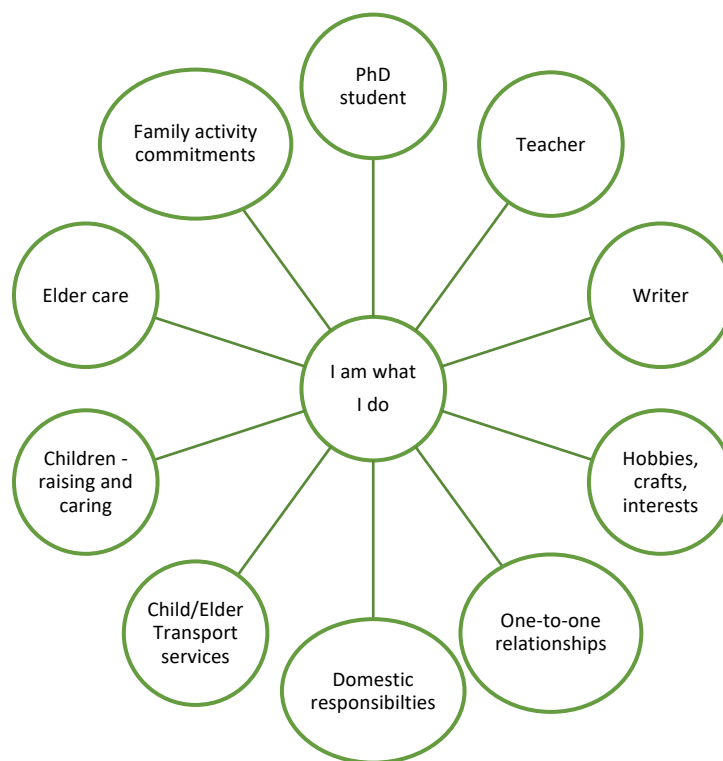 PhD
student
Teacher
Writer
Hobbies,
crafts,
interests
One-to-one
relationships
Domestic
responsibilties
Child/Elder
Transport
services
Children -
raising and
caring
Elder care
Family activity
commitments
I am what
I do